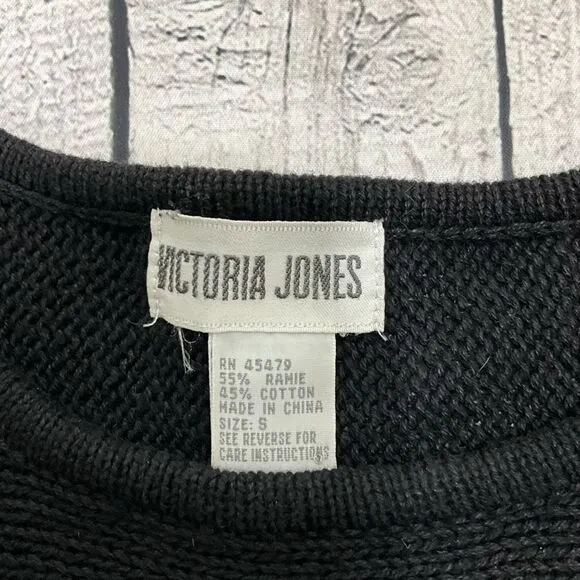 VICTORIA JONES
RN 45479
55% RAMIE
45% COTTON
MADE IN CHINA
SIZE: S
SEE REVERSE FOR
CARE INSTRUCTIONS